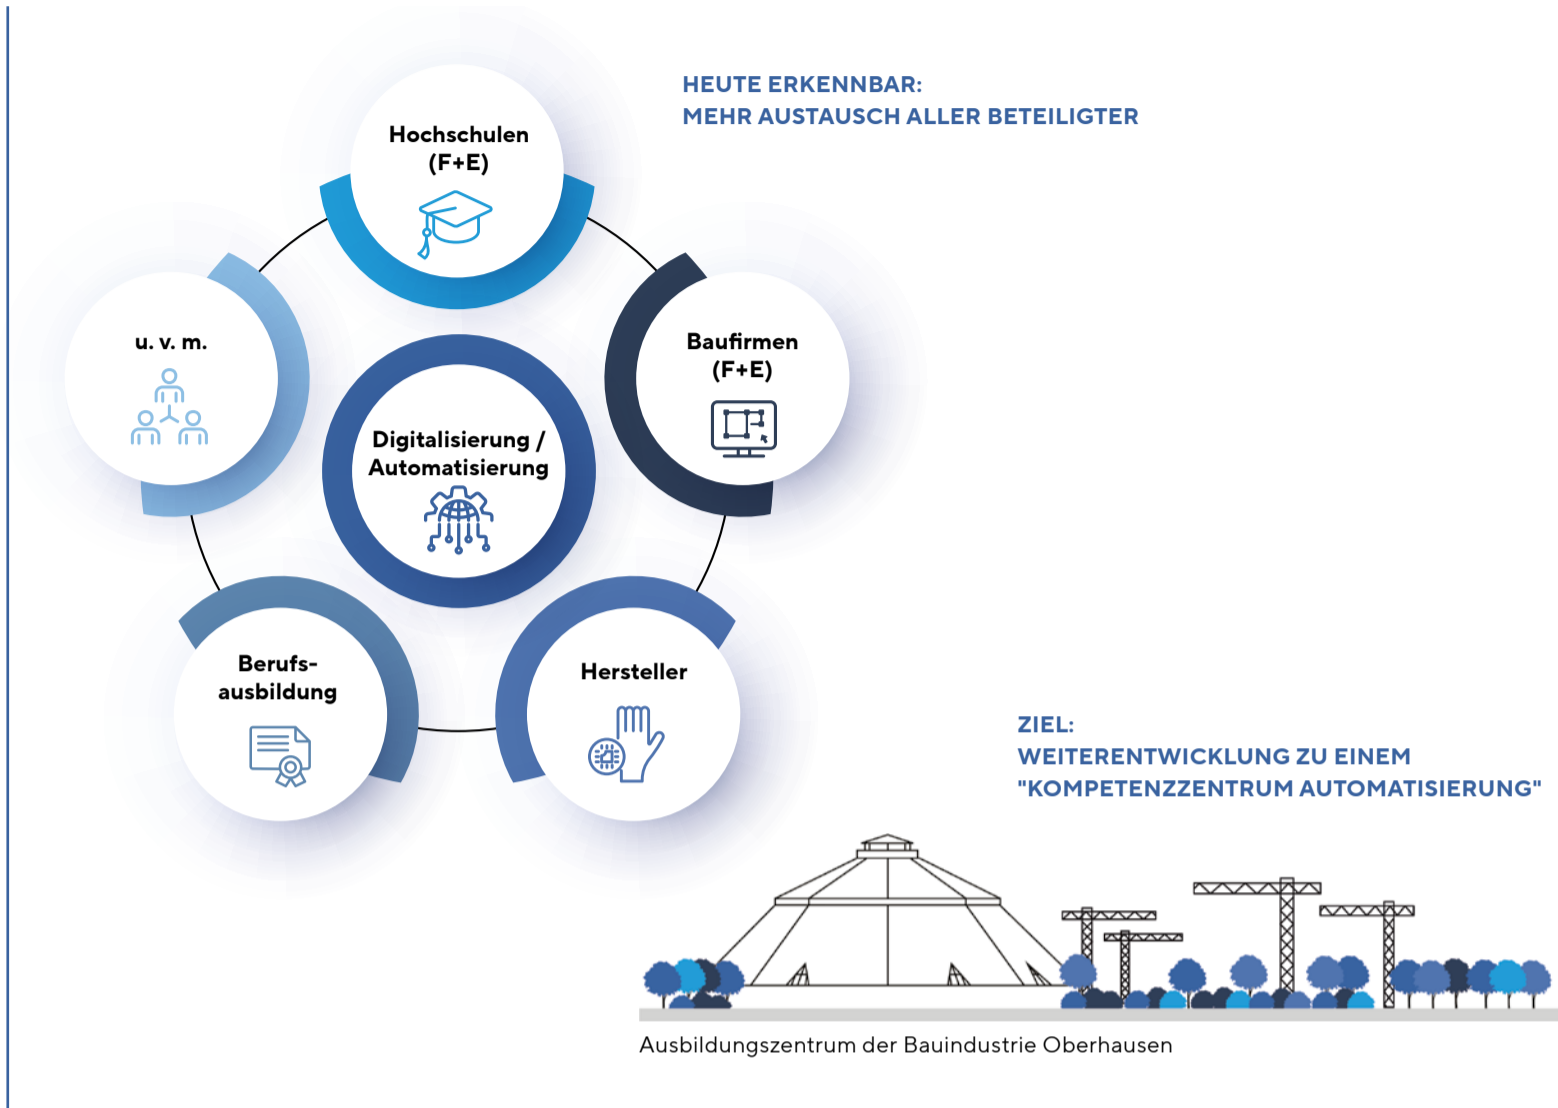 HEUTE ERKENNBAR:
MEHR AUSTAUSCH ALLER BETEILIGTER
Hochschulen
(F+E)
u. v. m.
Baufirmen
(F+E)
Digitalisierung /
Automatisierung
Berufs-
ausbildung
Hersteller
ZIEL:
WEITERENTWICKLUNG ZU EINEM
"KOMPETENZZENTRUM AUTOMATISIERUNG"
Ausbildungszentrum der Bauindustrie Oberhausen